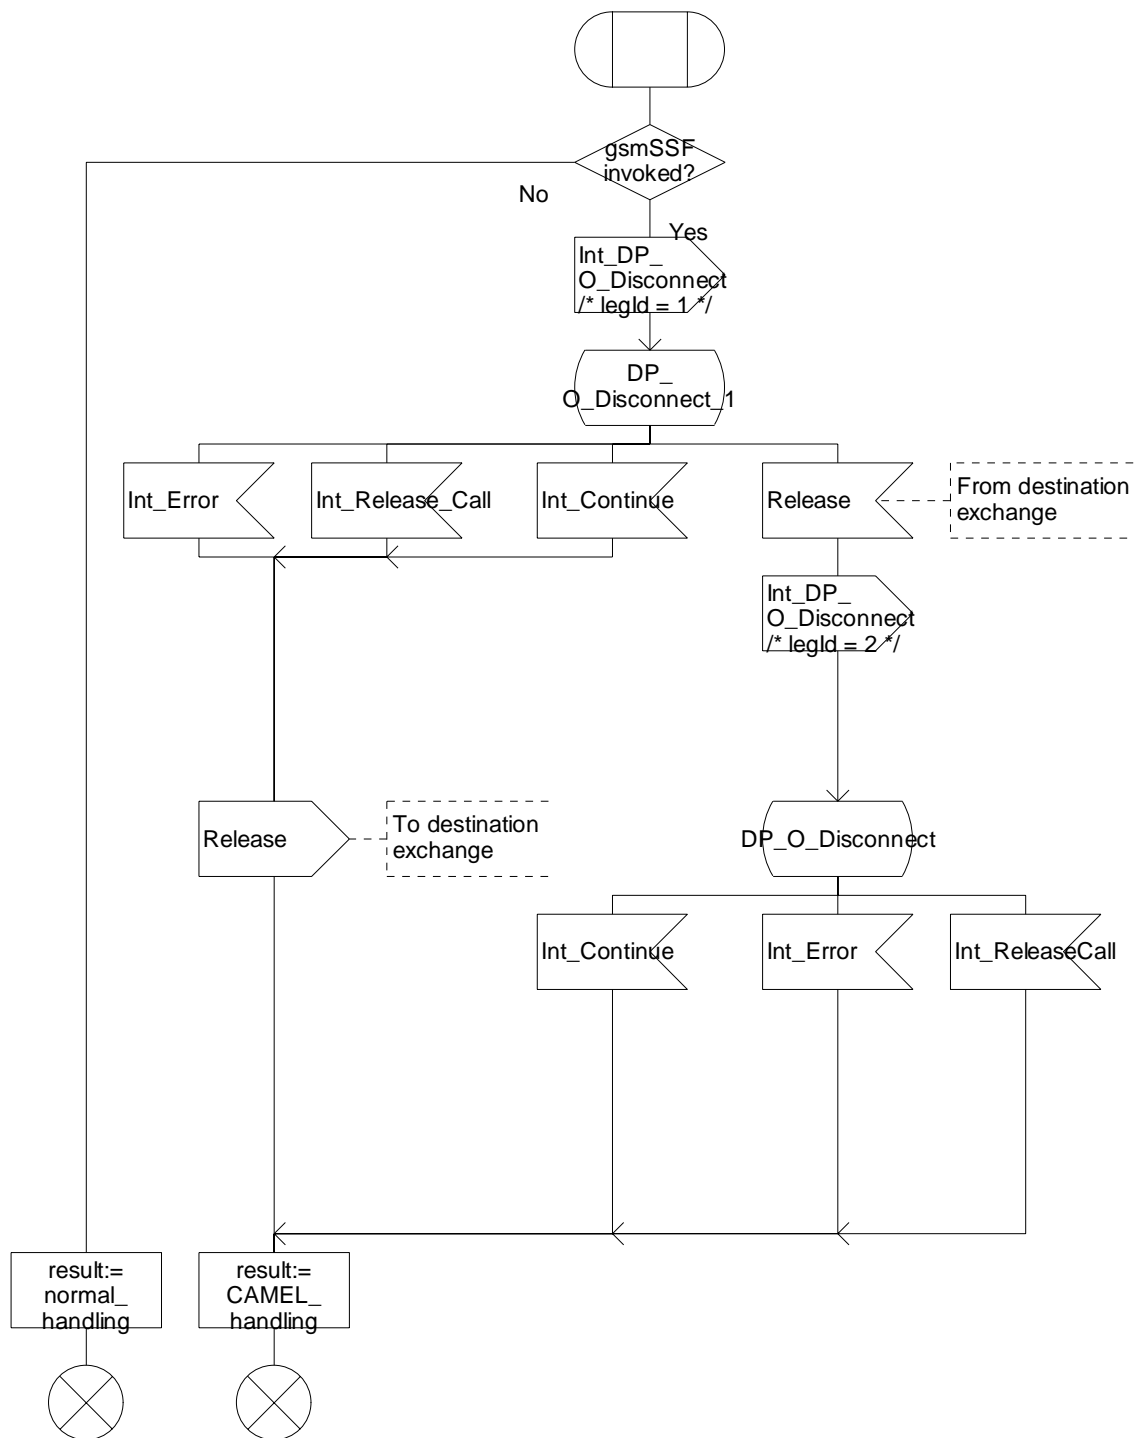 gsmSSF
invoked?
No
Yes
Int_DP_
O_Disconnect
/* legId = 1 */
DP_
O_Disconnect_1
Int_Error
Int_Release_Call
Int_Continue
Release
From destination
exchange
Int_DP_
O_Disconnect
/* legId = 2 */
Release
To destination
exchange
DP_O_Disconnect
Int_Continue
Int_Error
Int_ReleaseCall
result:=
normal_
handling
result:=
CAMEL_
handling